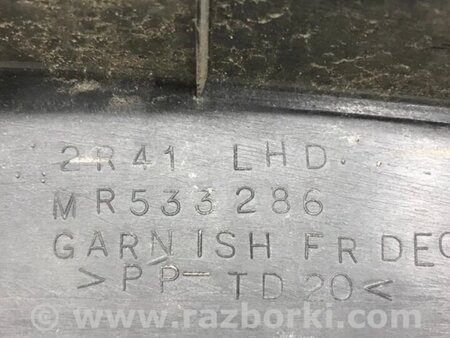 2R41 LHD
MR533286
GARNISH FR DEC
>PP-TD20<
www.razborki.com